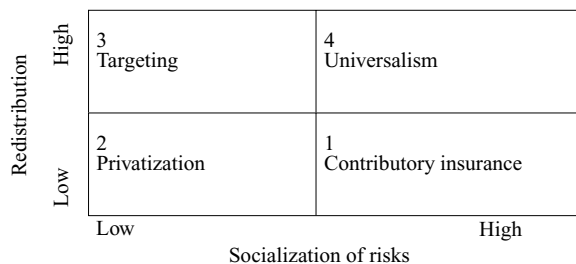 Redistribution
High
Low
3
Targeting
4
Universalism
2
Privatization
1
Contributory insurance
Low
High
Socialization of risks